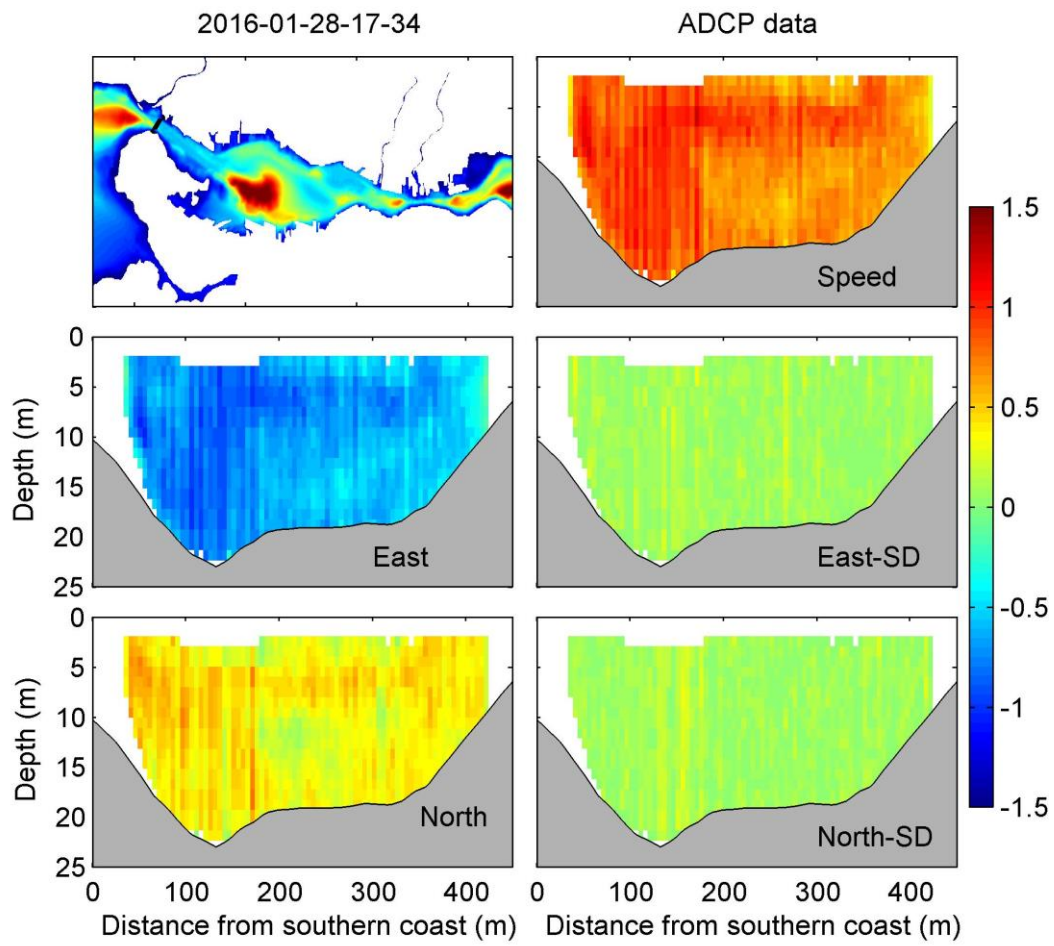 2016-01-28-17-34
ADCP data
Speed
1.5
1
0.5
0
-0.5
-1
-1.5
0
5
10
15
20
25
Depth (m)
East
East-SD
0
5
10
15
20
25
Depth (m)
North
North-SD
0 100 200 300 400
0 100 200 300 400
Distance from southern coast (m)
Distance from southern coast (m)